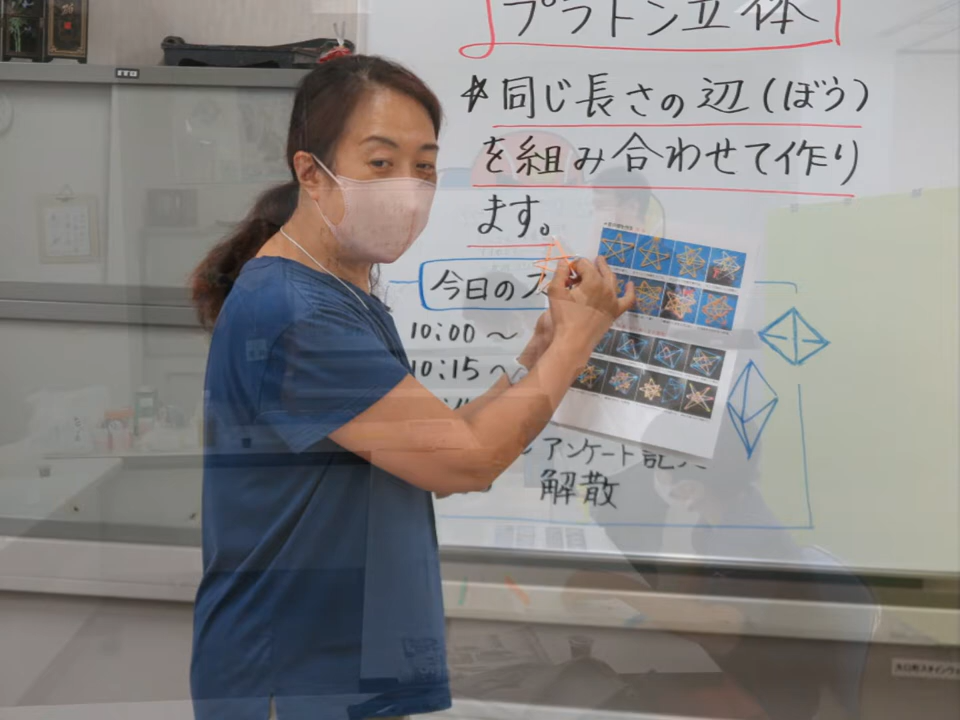 プラトン立体
☆同じ長さの辺(ぼう)
を組み合わせて作り
ます。
今日のス
10:00～
10:15～
アンケート記入
解散